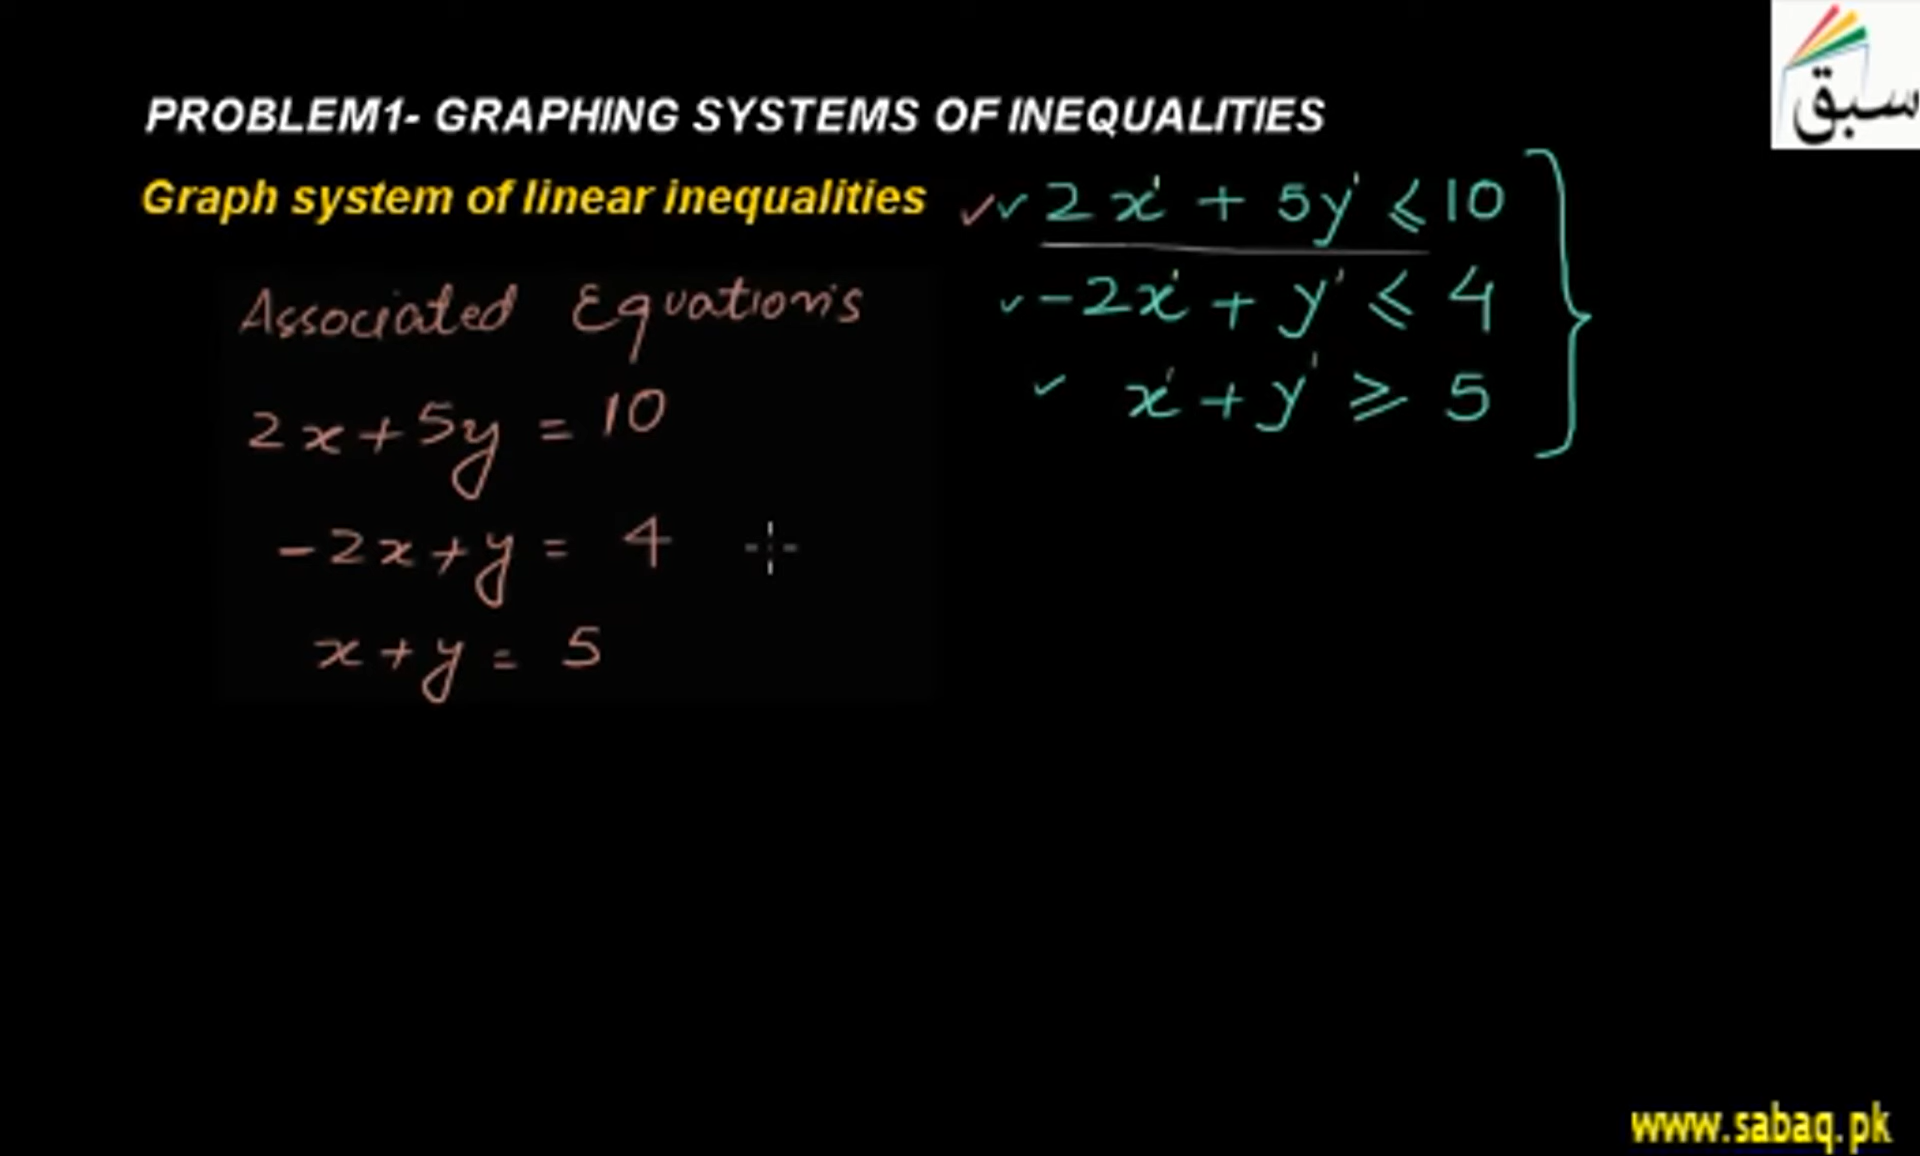 سبق
PROBLEM1- GRAPHING SYSTEMS OF INEQUALITIES
Graph system of linear inequalities ✓✓ 2x' + 5y' ⩽ 10
✓ -2x' + y' ⩽ 4
✓ x' + y' ⩾ 5
Associated Equations
2x + 5y = 10
-2x + y = 4
x + y = 5
www.sabaq.pk